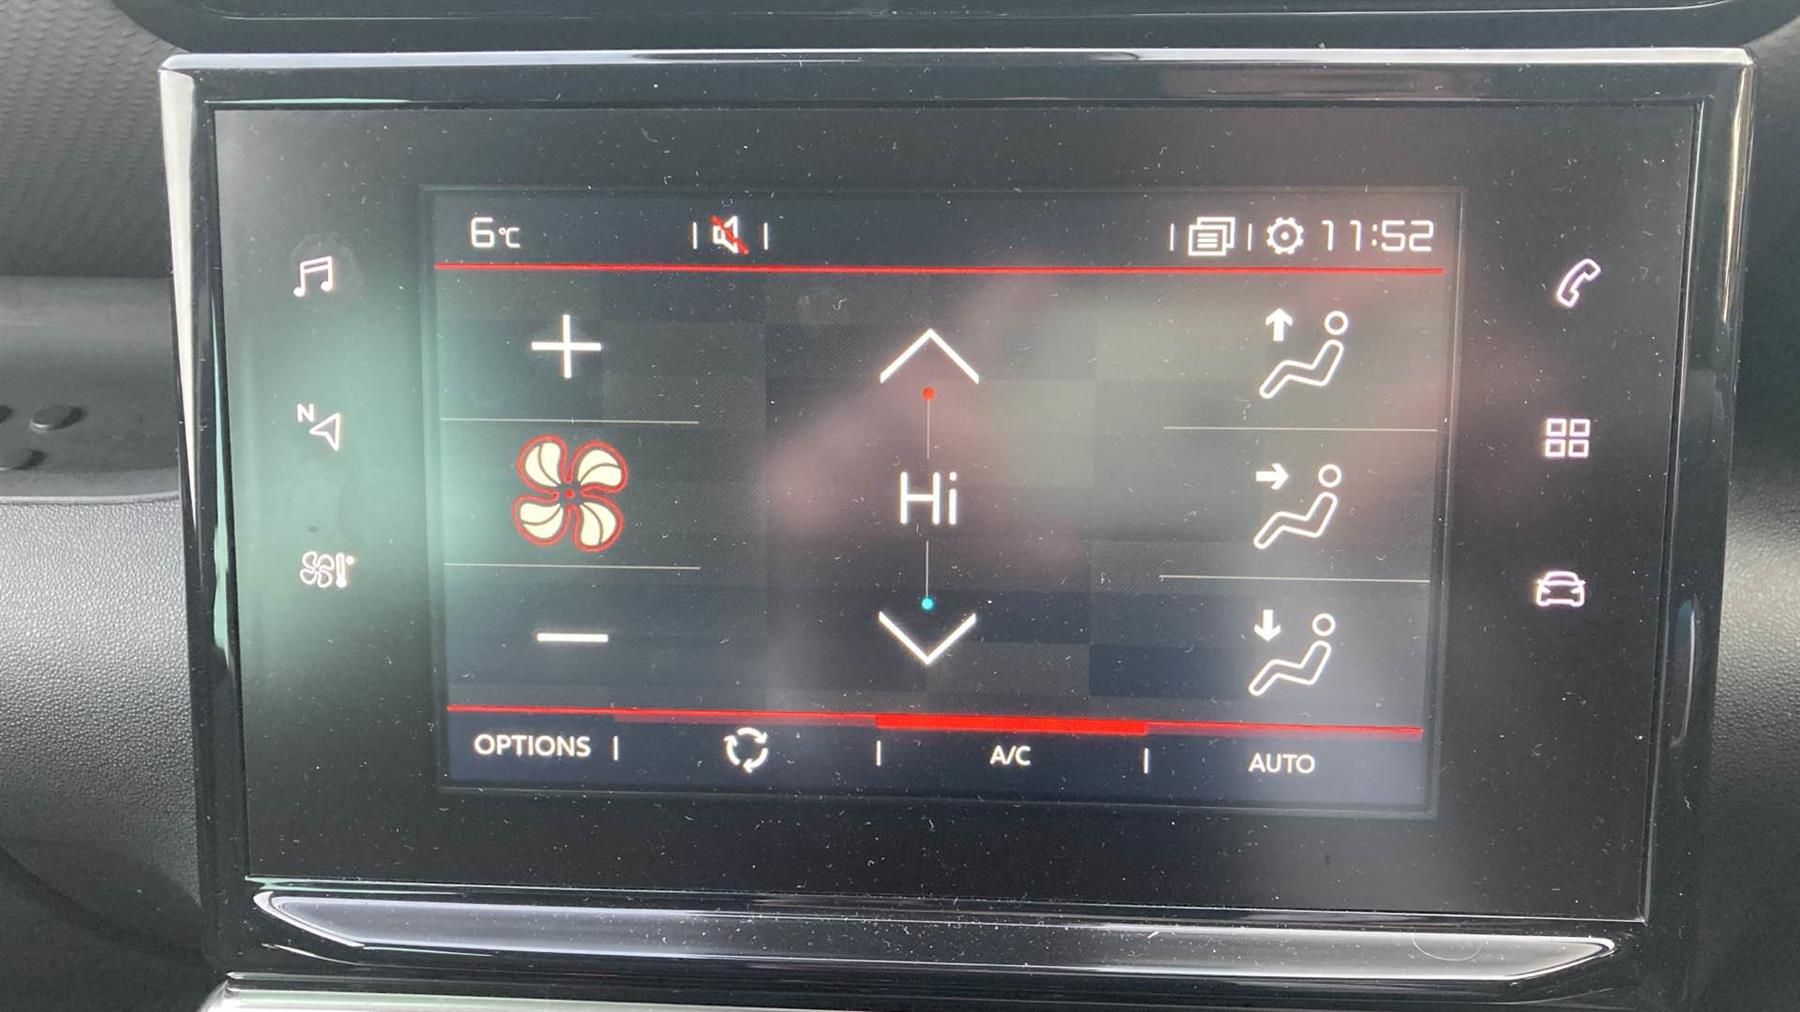 6°C
11:52
N
Hi
OPTIONS
A/C
AUTO